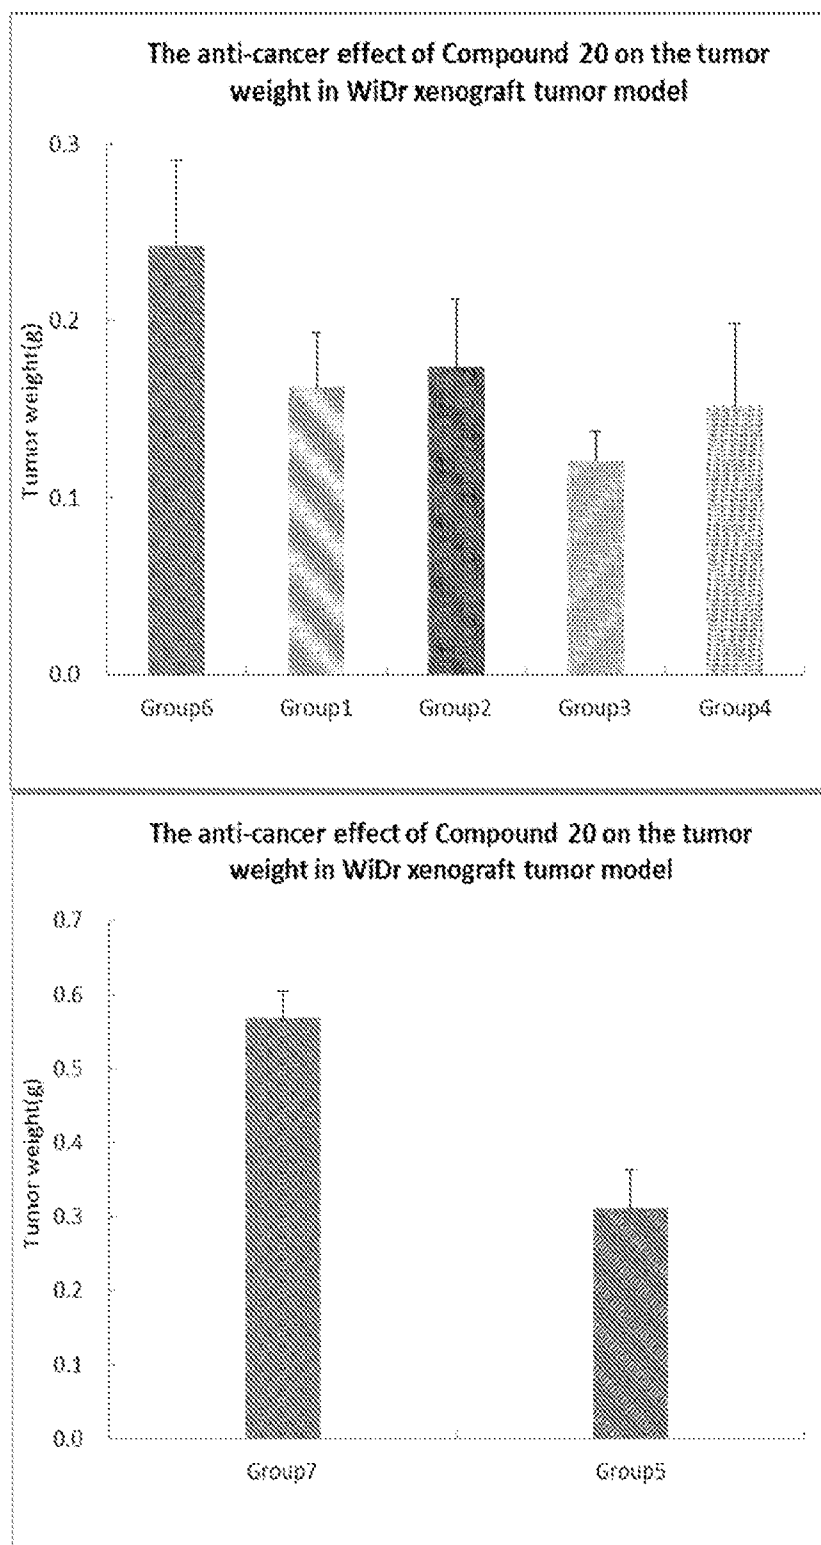 The anti-cancer effect of Compound 20 on the tumor
weight in WiDr xenograft tumor model
0.3
0.2
0.1
0.0
Tumor weight(g)
Group6 Group1 Group2 Group3 Group4
The anti-cancer effect of Compound 20 on the tumor
weight in WiDr xenograft tumor model
0.7
0.6
0.5
0.4
0.3
0.2
0.1
0.0
Tumor weight(g)
Group7 Group5